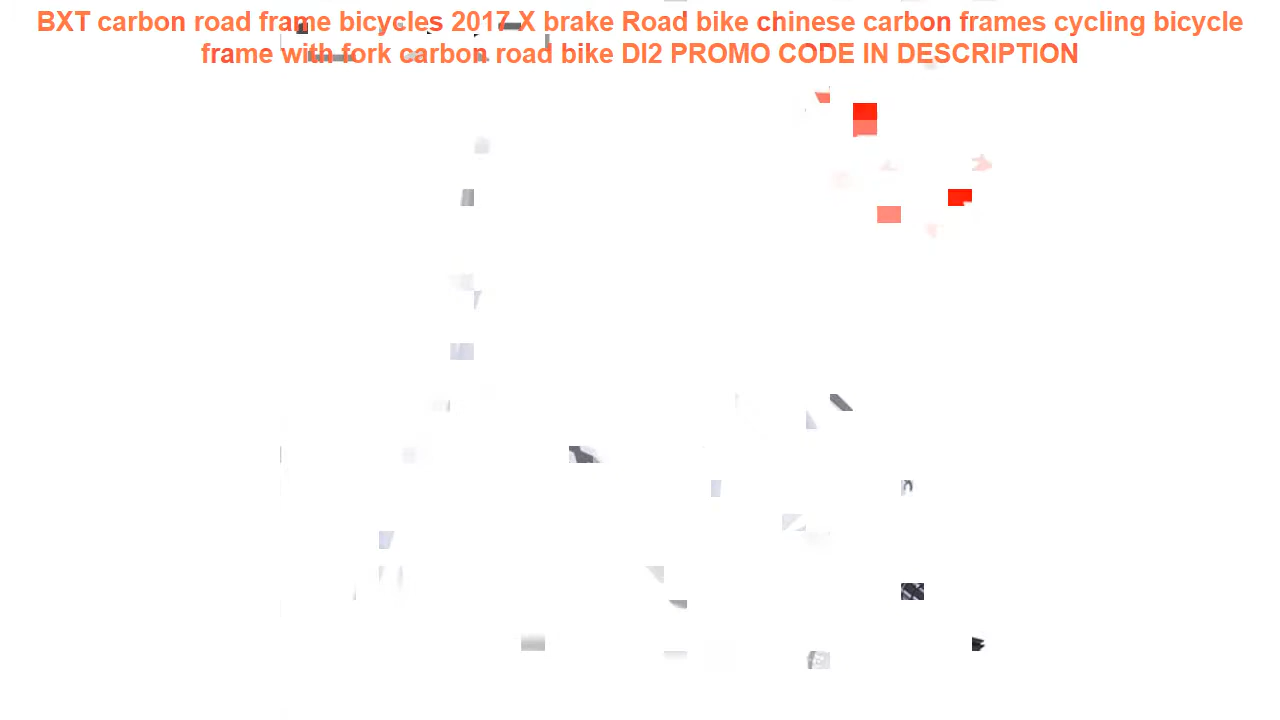 BXT carbon road frame bicycles 2017 X brake Road bike chinese carbon frames cycling bicycle
frame with fork carbon road bike DI2 PROMO CODE IN DESCRIPTION